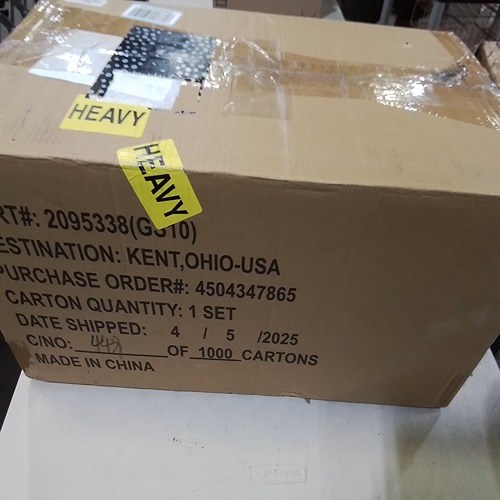 HEAVY
HEAVY
RT#: 2095338(GS10)
ESTINATION: KENT,OHIO-USA
PURCHASE ORDER#: 4504347865
CARTON QUANTITY: 1 SET
DATE SHIPPED: 4 / 5 /2025
C/NO: 448 OF 1000 CARTONS
MADE IN CHINA